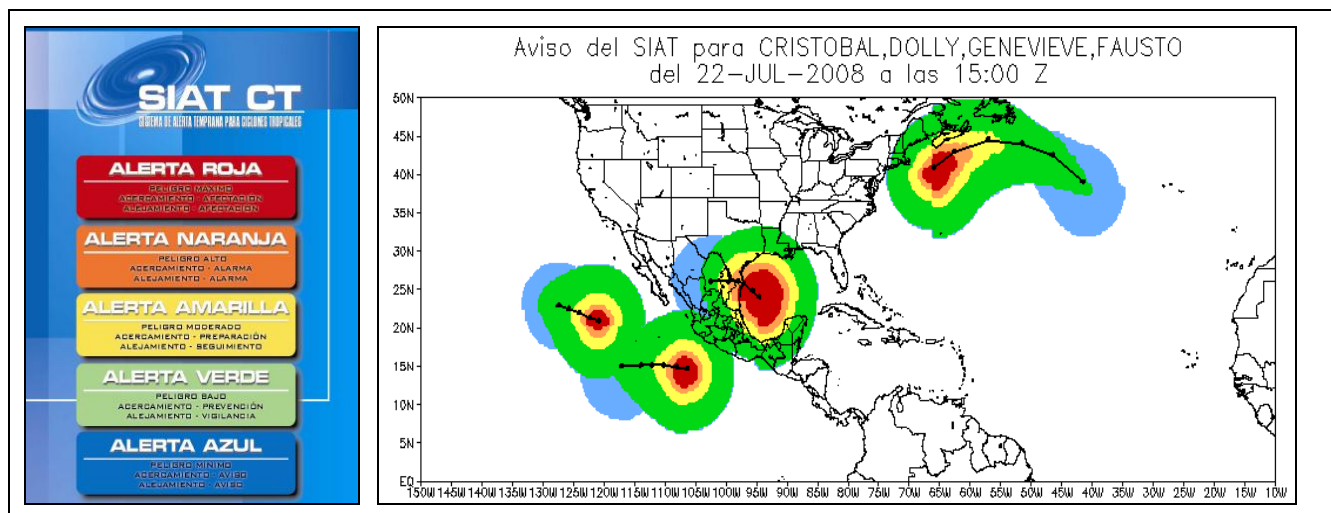 SIAT CT
SISTEMA DE ALERTA TEMPRANA PARA CICLONES TROPICALES
ALERTA ROJA
PELIGRO MAXIMO
ACERCAMIENTO - AFECTACIÓN
ALEJAMIENTO - AFECTACIÓN
ALERTA NARANJA
PELIGRO ALTO
ACERCAMIENTO - ALARMA
ALEJAMIENTO - ALARMA
ALERTA AMARILLA
PELIGRO MODERADO
ACERCAMIENTO - PREPARACIÓN
ALEJAMIENTO - SEGUIMIENTO
ALERTA VERDE
PELIGRO BAJO
ACERCAMIENTO - PREVENCIÓN
ALEJAMIENTO - VIGILANCIA
ALERTA AZUL
PELIGRO MINIMO
ACERCAMIENTO - AVISO
ALEJAMIENTO - AVISO
Aviso del SIAT para CRISTOBAL,DOLLY,GENEVIEVE,FAUSTO
del 22-JUL-2008 a las 15:00 Z
50N
45N
40N
35N
30N
25N
20N
15N
10N
5N
EQ
150W 145W 140W 135W 130W 125W 120W 115W 110W 105W 100W 95W 90W 85W 80W 75W 70W 65W 60W 55W 50W 45W 40W 35W 30W 25W 20W 15W 10W